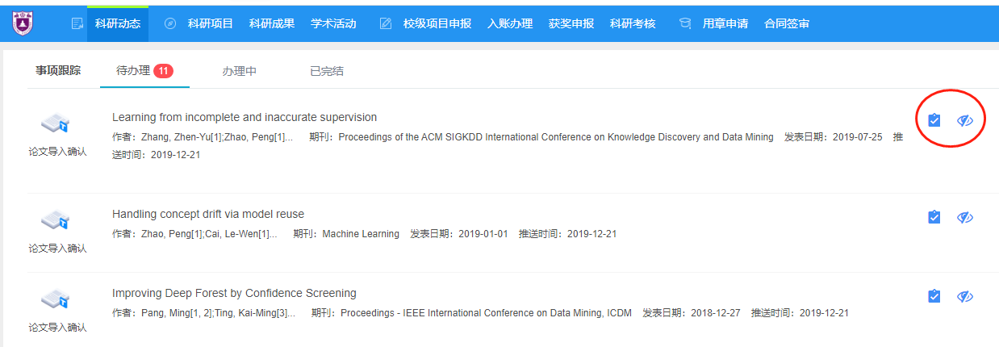 科研动态 科研项目 科研成果 学术活动 校级项目申报 入账办理 获奖申报 科研考核 用章申请 合同签审
事项跟踪 待办理 11 办理中 已完结
Learning from incomplete and inaccurate supervision
作者：Zhang, Zhen-Yu[1];Zhao, Peng[1]... 期刊：Proceedings of the ACM SIGKDD International Conference on Knowledge Discovery and Data Mining 发表日期：2019-07-25 推
论文导入确认
送时间：2019-12-21
Handling concept drift via model reuse
作者：Zhao, Peng[1];Cai, Le-Wen[1]... 期刊：Machine Learning 发表日期：2019-01-01 推送时间：2019-12-21
论文导入确认
Improving Deep Forest by Confidence Screening
作者：Pang, Ming[1, 2];Ting, Kai-Ming[3]... 期刊：Proceedings - IEEE International Conference on Data Mining, ICDM 发表日期：2018-12-27 推送时间：2019-12-21
论文导入确认